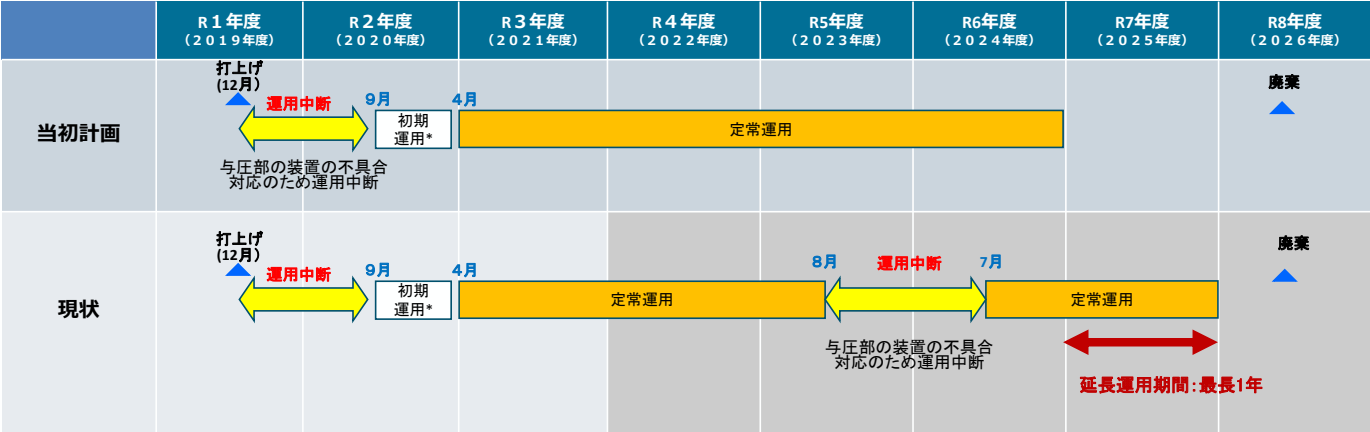 R１年度
（２０１９年度）
R２年度
（２０２０年度）
R３年度
（２０２１年度）
R４年度
（２０２２年度）
R5年度
（２０２３年度）
R6年度
（２０２４年度）
R7年度
（２０２５年度）
R8年度
（２０２６年度）
当初計画
打上げ
(12月)
運用中断
9月
初期
運用*
4月
定常運用
廃棄
与圧部の装置の不具合
対応のため運用中断
現状
打上げ
(12月)
運用中断
9月
初期
運用*
4月
定常運用
8月
運用中断
7月
定常運用
廃棄
与圧部の装置の不具合
対応のため運用中断
延長運用期間：最長1年